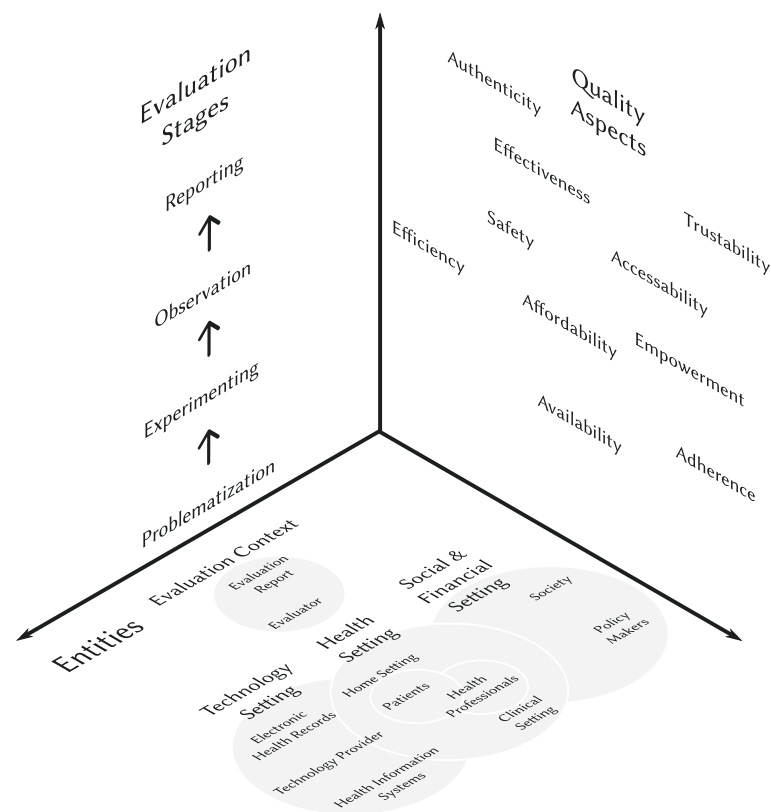 Evaluation
Stages
Reporting
Observation
Experimenting
Problematization
Quality
Aspects
Authenticity
Effectiveness
Trustability
Safety
Efficiency
Accessability
Affordability
Empowerment
Availability
Adherence
Entities
Evaluation Context
Evaluation
Report
Evaluator
Social &
Financial
Setting
Society
Policy
Makers
Health
Setting
Home Setting
Patients
Health
Professionals
Clinical
Setting
Technology
Setting
Electronic
Health Records
Technology Provider
Health Information
Systems